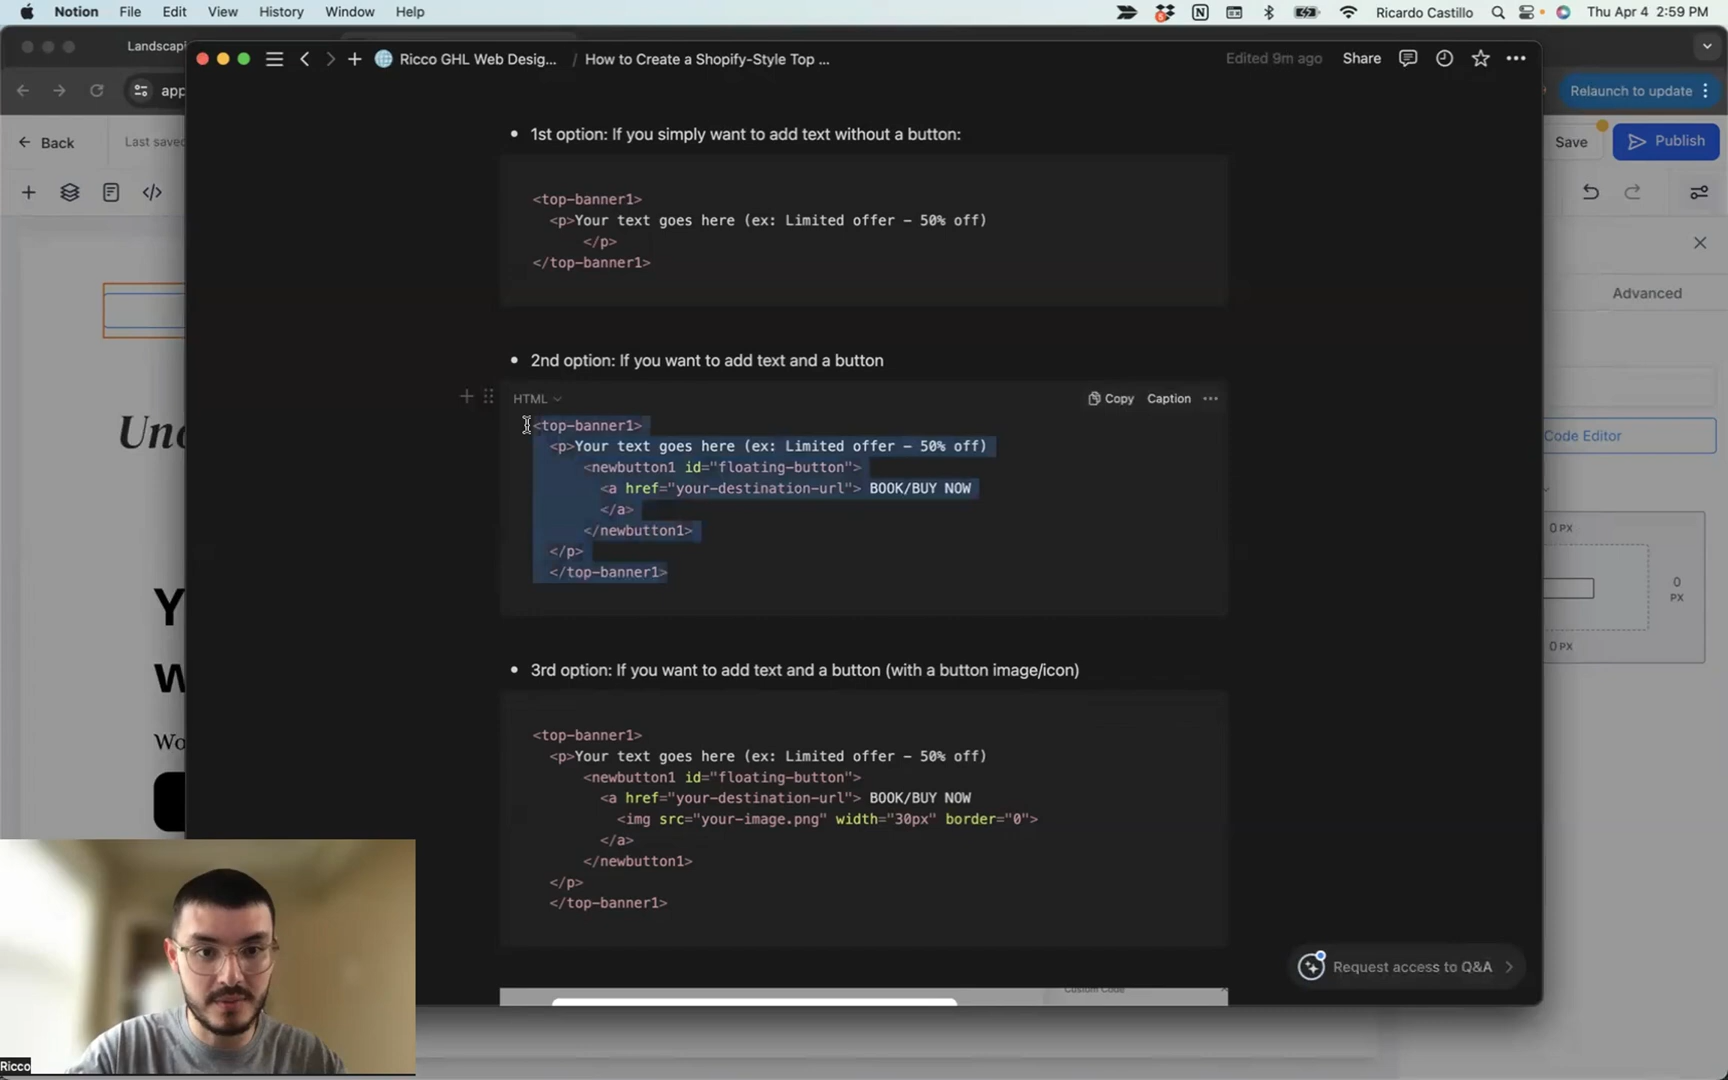 Notion File Edit View History Window Help Ricardo Castillo Thu Apr 4 2:59 PM
Landscapi
Ricco GHL Web Desig... / How to Create a Shopify-Style Top ... Edited 9m ago Share
app
Relaunch to update
Back
Last saved
Save
Publish
Advanced
Code Editor
0 PX
0
PX
0 PX
Und
Y
w
Wo
• 1st option: If you simply want to add text without a button:
<top-banner1>
<p>Your text goes here (ex: Limited offer – 50% off)
</p>
</top-banner1>
• 2nd option: If you want to add text and a button
HTML
Copy Caption
<top-banner1>
<p>Your text goes here (ex: Limited offer – 50% off)
<newbutton1 id="floating-button">
<a href="your-destination-url"> BOOK/BUY NOW
</a>
</newbutton1>
</p>
</top-banner1>
• 3rd option: If you want to add text and a button (with a button image/icon)
<top-banner1>
<p>Your text goes here (ex: Limited offer – 50% off)
<newbutton1 id="floating-button">
<a href="your-destination-url"> BOOK/BUY NOW
<img src="your-image.png" width="30px" border="0">
</a>
</newbutton1>
</p>
</top-banner1>
Request access to Q&A
Custom Code
Ricco